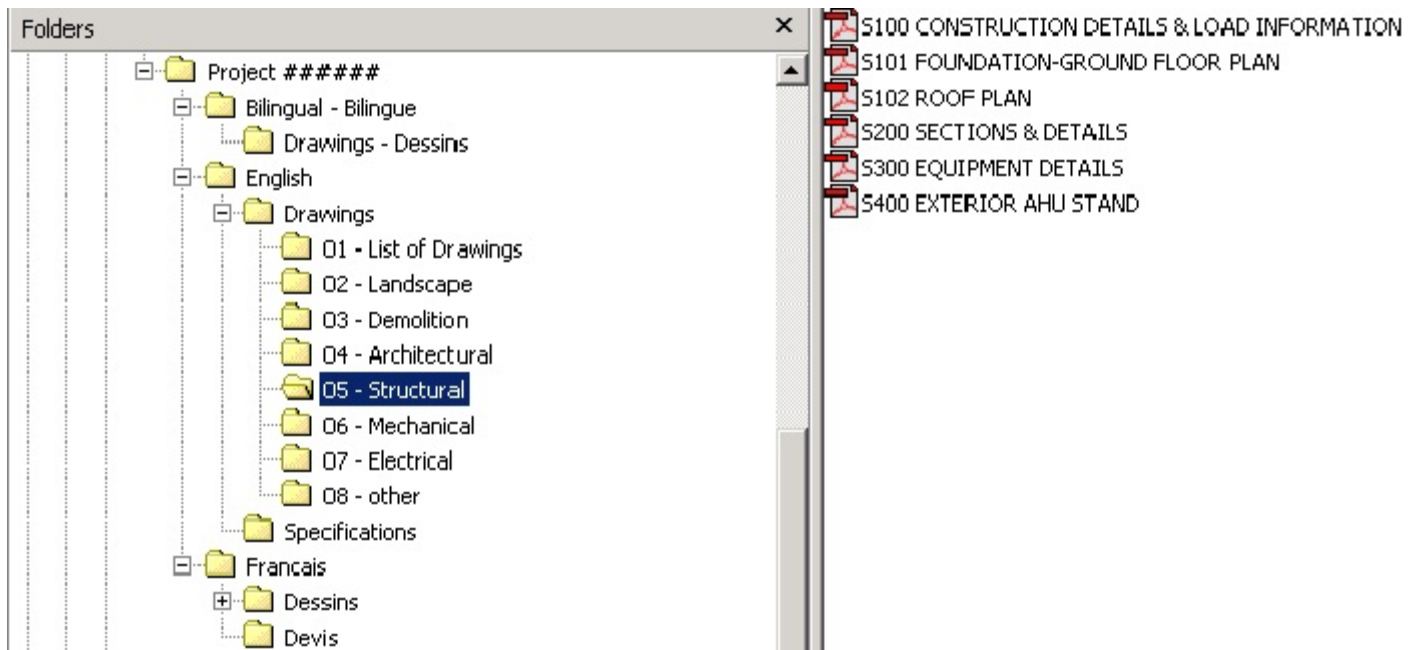 Folders
Project ######
Bilingual - Bilingue
Drawings - Dessins
English
Drawings
01 - List of Drawings
02 - Landscape
03 - Demolition
04 - Architectural
05 - Structural
06 - Mechanical
07 - Electrical
08 - other
Specifications
Francais
Dessins
Devis
S100 CONSTRUCTION DETAILS & LOAD INFORMATION
S101 FOUNDATION-GROUND FLOOR PLAN
S102 ROOF PLAN
S200 SECTIONS & DETAILS
S300 EQUIPMENT DETAILS
S400 EXTERIOR AHU STAND